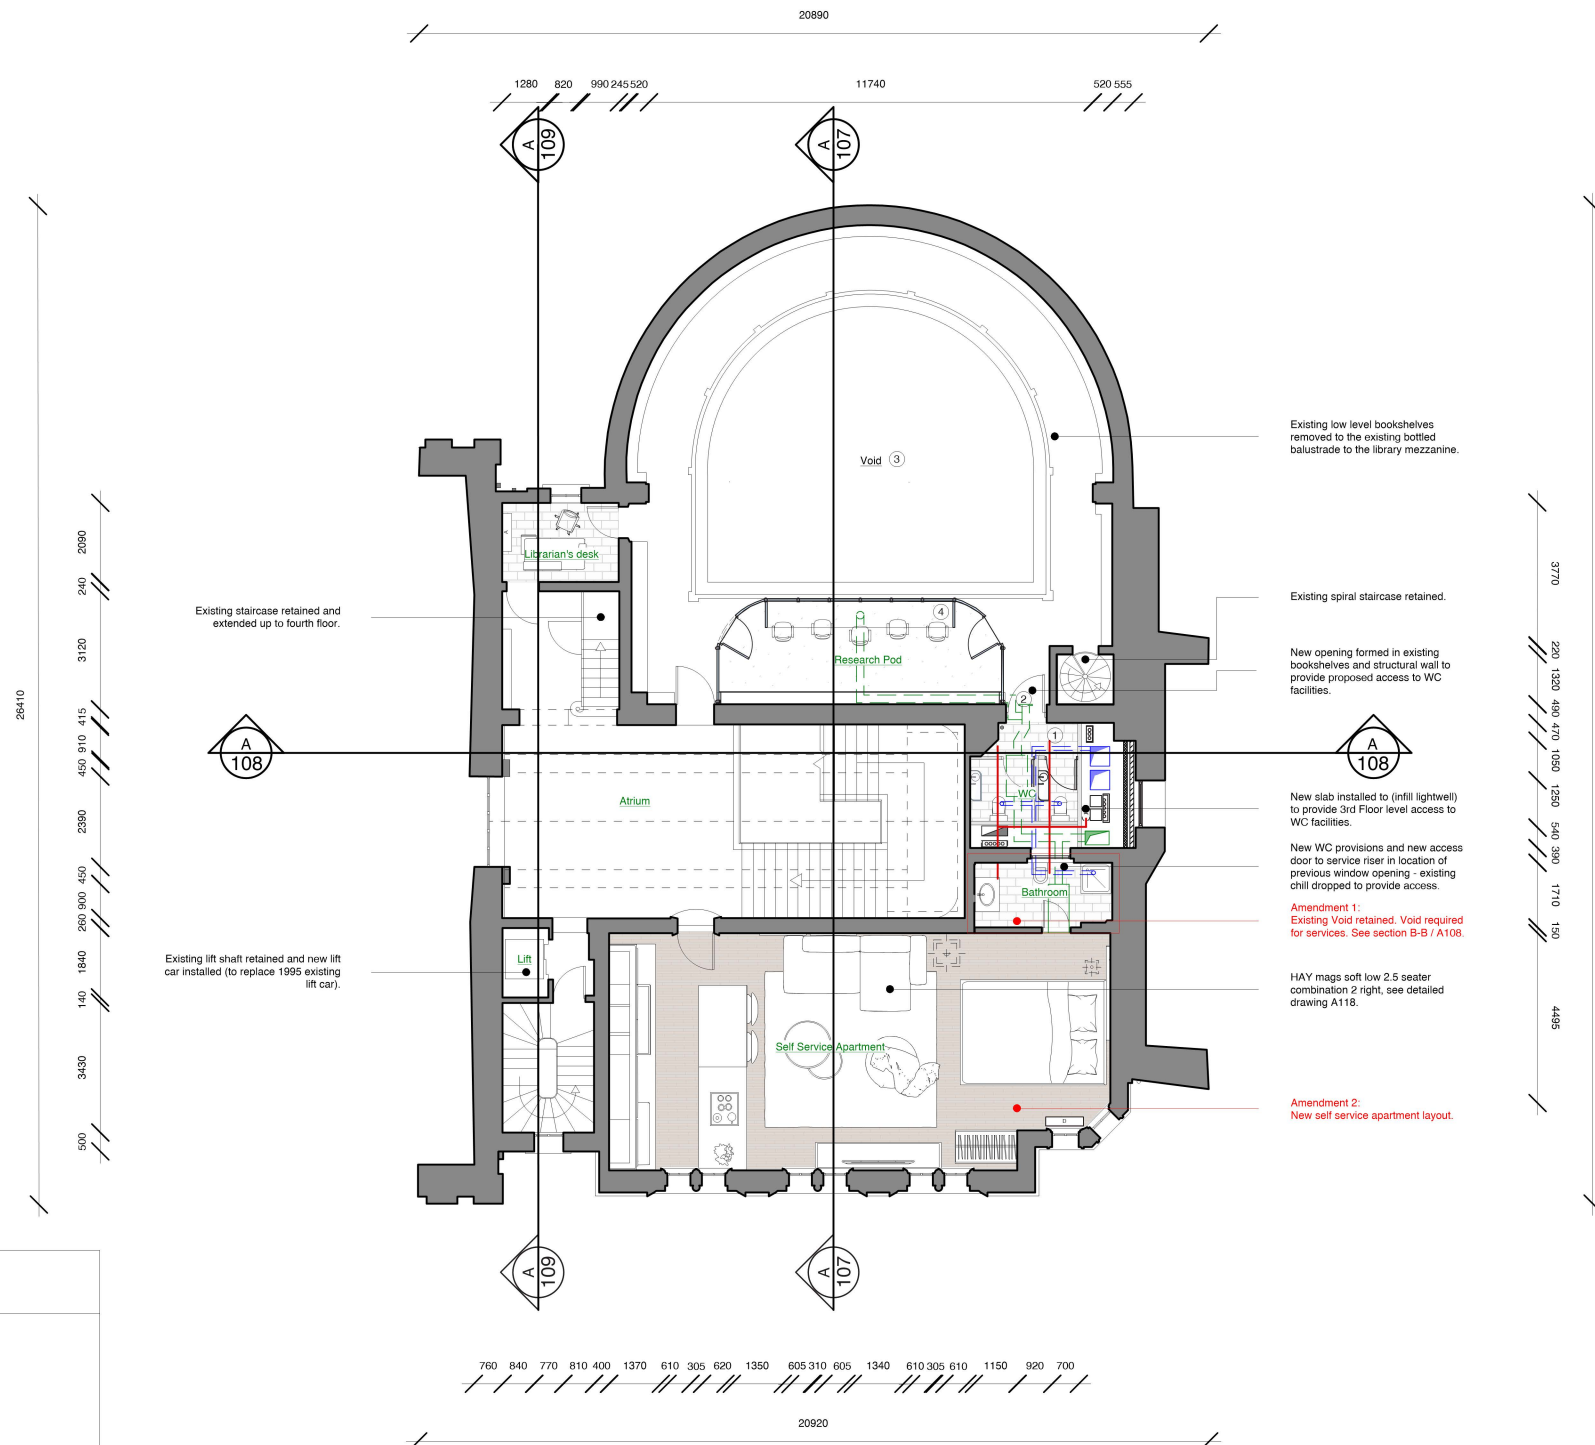 20890
1280 820 990 245 520 11740 520 555
A
109
A
107
26410
2090
240
3120
415
910
450
2390
450
900
260
1840
140
3430
500
Existing staircase retained and
extended up to fourth floor.
A
108
Existing lift shaft retained and new lift
car installed (to replace 1995 existing
lift car).
Void 3
Librarian's desk
4
Research Pod
2
1
Atrium
WC
Bathroom
Lift
Self Service Apartment
Existing low level bookshelves
removed to the existing bottled
balustrade to the library mezzanine.
Existing spiral staircase retained.
New opening formed in existing
bookshelves and structural wall to
provide proposed access to WC
facilities.
A
108
New slab installed to (infill lightwell)
to provide 3rd Floor level access to
WC facilities.
New WC provisions and new access
door to service riser in location of
previous window opening - existing
chill dropped to provide access.
Amendment 1:
Existing Void retained. Void required
for services. See section B-B / A108.
HAY mags soft low 2.5 seater
combination 2 right, see detailed
drawing A118.
Amendment 2:
New self service apartment layout.
3770
220
1320
490
470
1050
1250
540
390
1710
150
4495
A
109
A
107
760 840 770 810 400 1370 610 305 620 1350 605 310 605 1340 610 305 610 1150 920 700
20920